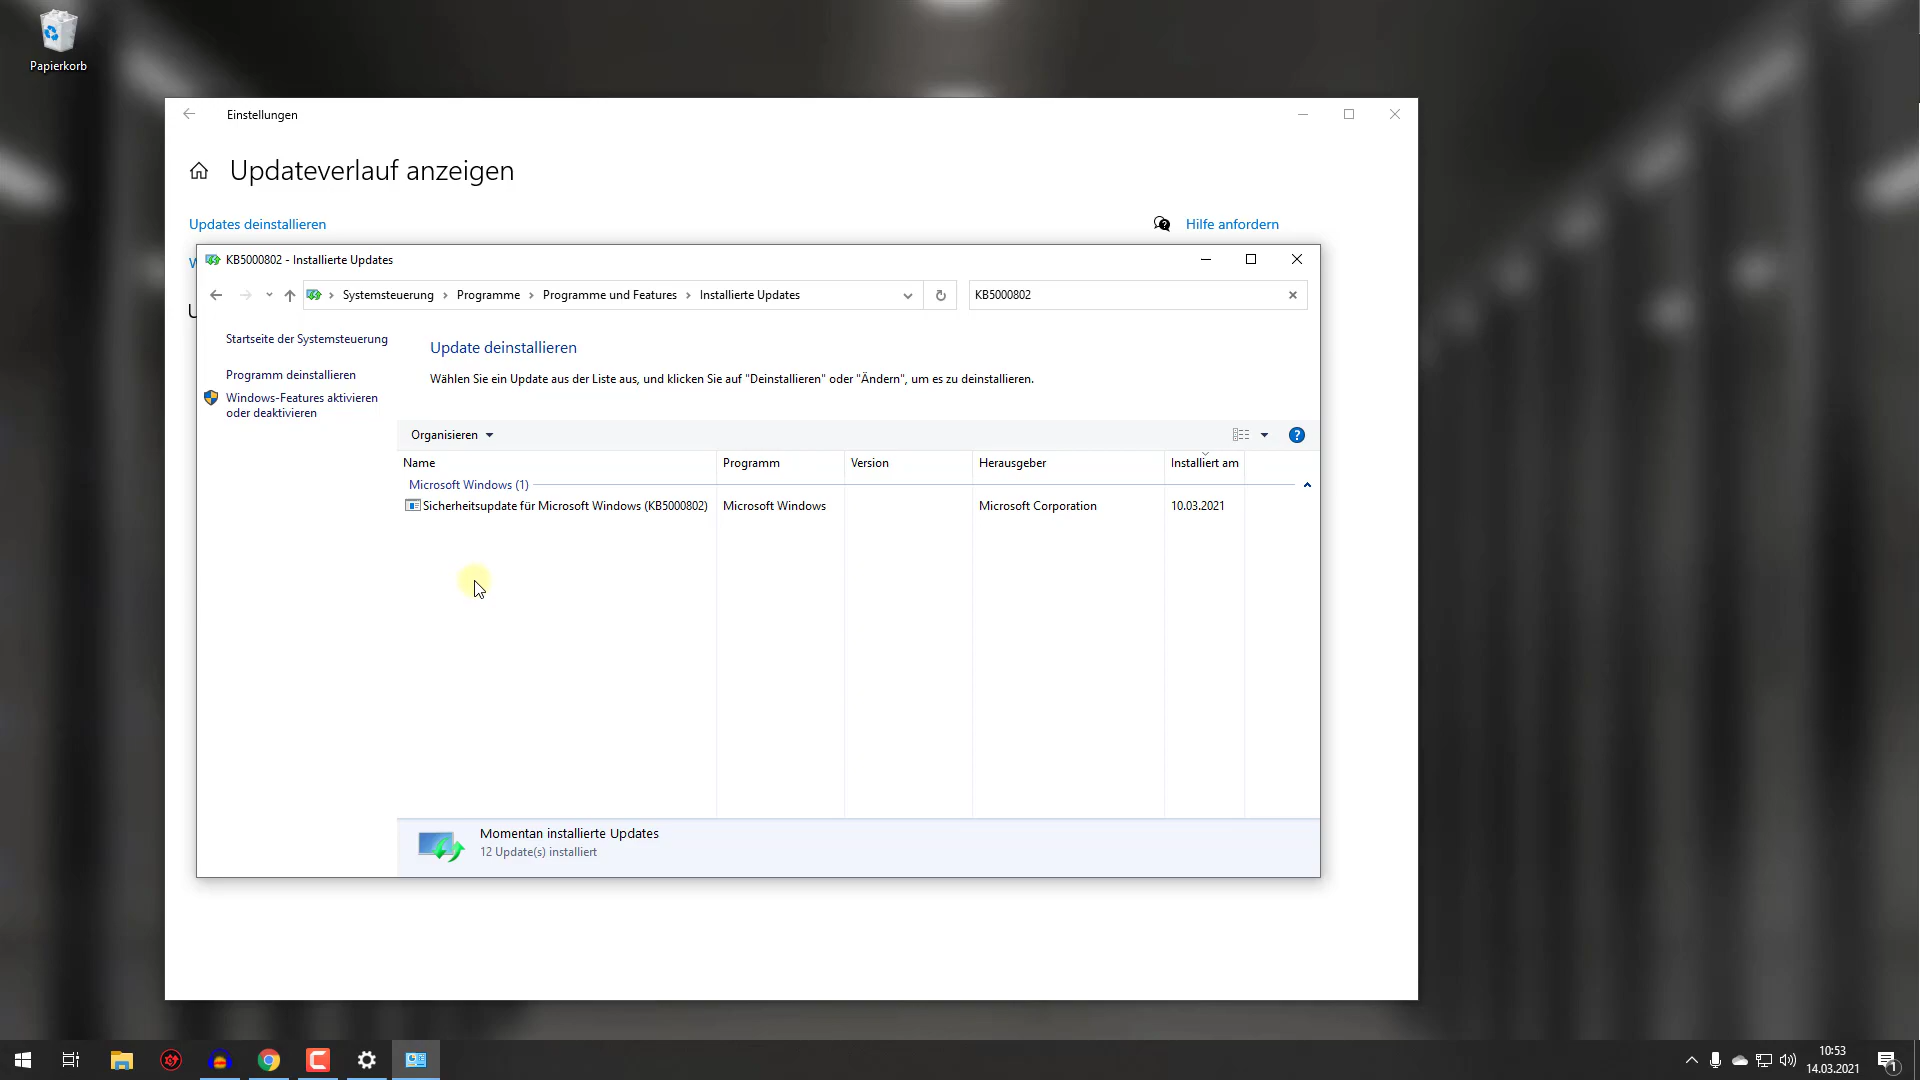 Papierkorb
Einstellungen
Updateverlauf anzeigen
Updates deinstallieren
Hilfe anfordern
KB5000802 - Installierte Updates
Systemsteuerung > Programme > Programme und Features > Installierte Updates
KB5000802
Startseite der Systemsteuerung
Programm deinstallieren
Windows-Features aktivieren
oder deaktivieren
Update deinstallieren
Wählen Sie ein Update aus der Liste aus, und klicken Sie auf "Deinstallieren" oder "Ändern", um es zu deinstallieren.
Organisieren
Name Programm Version Herausgeber Installiert am
Microsoft Windows (1)
Sicherheitsupdate für Microsoft Windows (KB5000802) Microsoft Windows Microsoft Corporation 10.03.2021
Momentan installierte Updates
12 Update(s) installiert
10:53
14.03.2021
1